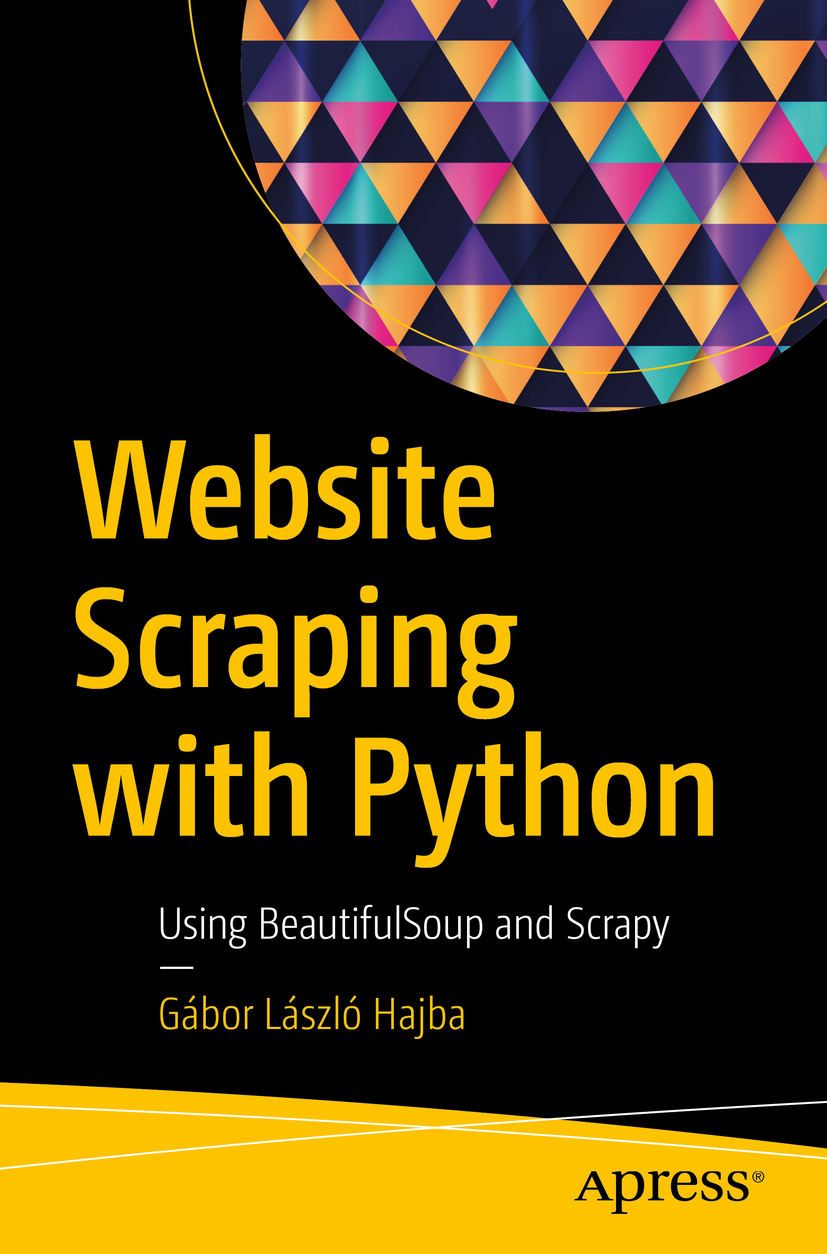 Website
Scraping
with Python
Using BeautifulSoup and Scrapy
—
Gábor László Hajba
Apress®